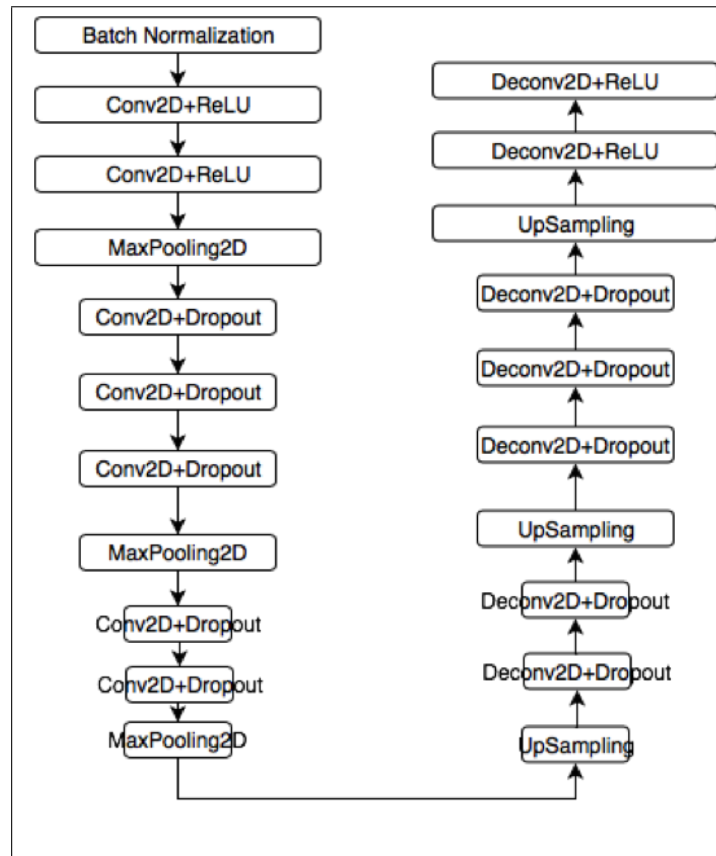 Batch Normalization
Conv2D+ReLU
Conv2D+ReLU
MaxPooling2D
Conv2D+Dropout
Conv2D+Dropout
Conv2D+Dropout
MaxPooling2D
Conv2D+Dropout
Conv2D+Dropout
MaxPooling2D
Deconv2D+ReLU
Deconv2D+ReLU
UpSampling
Deconv2D+Dropout
Deconv2D+Dropout
Deconv2D+Dropout
UpSampling
Deconv2D+Dropout
Deconv2D+Dropout
UpSampling